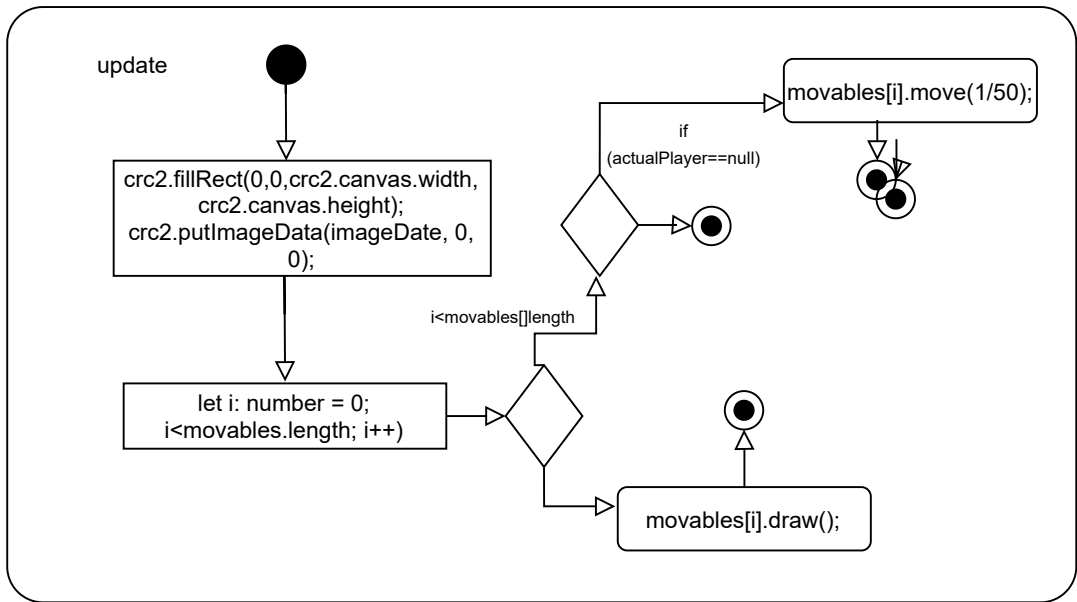 update
crc2.fillRect(0,0,crc2.canvas.width,
crc2.canvas.height);
crc2.putImageData(imageDate, 0,
0);
let i: number = 0;
i<movables.length; i++)
i<movables[]length
if
(actualPlayer==null)
movables[i].move(1/50);
movables[i].draw();